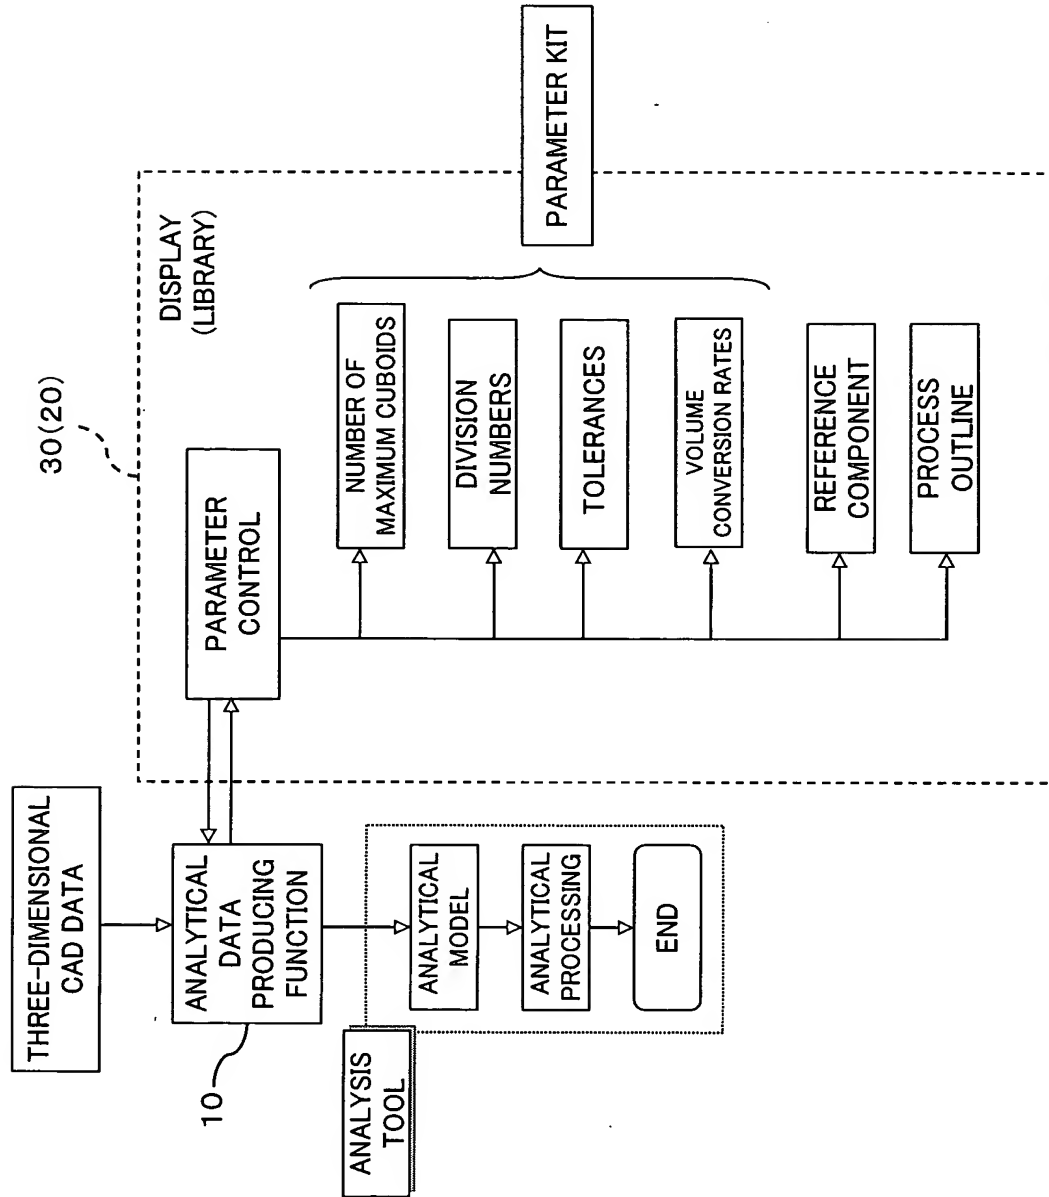 THREE-DIMENSIONAL
CAD DATA
10
ANALYTICAL
DATA
PRODUCING
FUNCTION
ANALYSIS
TOOL
ANALYTICAL
MODEL
ANALYTICAL
PROCESSING
END
30(20)
DISPLAY
(LIBRARY)
PARAMETER
CONTROL
NUMBER OF
MAXIMUM CUBOIDS
DIVISION
NUMBERS
TOLERANCES
VOLUME
CONVERSION RATES
REFERENCE
COMPONENT
PROCESS
OUTLINE
PARAMETER KIT